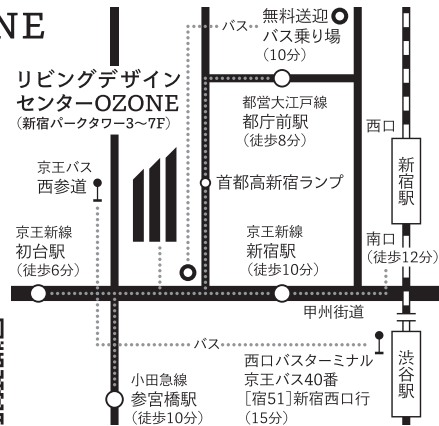 NE
無料送迎
バス乗り場
(10分)
バス
リビングデザイン
センターOZONE
(新宿パークタワー3〜7F)
都営大江戸線
都庁前駅
(徒歩8分)
西口
新宿駅
京王バス
西参道
首都高新宿ランプ
京王新線
初台駅
(徒歩6分)
京王新線
新宿駅
(徒歩10分)
南口
(徒歩12分)
甲州街道
バス
渋谷駅
西口バスターミナル
京王バス40番
[宿51]新宿西口行
(15分)
小田急線
参宮橋駅
(徒歩10分)